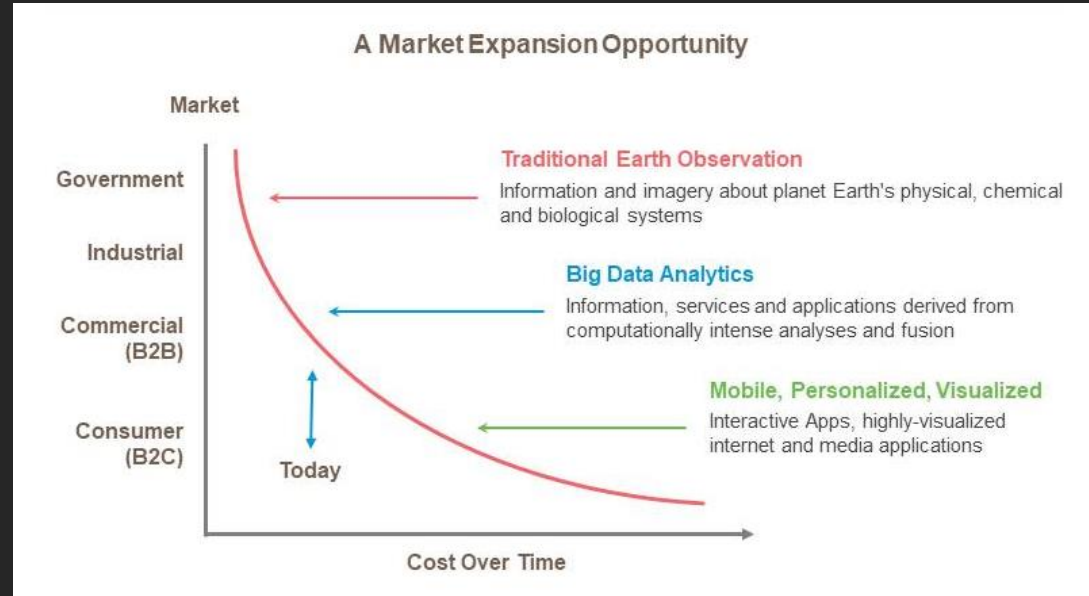 A Market Expansion Opportunity
Market
Government
Industrial
Commercial
(B2B)
Consumer
(B2C)
Traditional Earth Observation
Information and imagery about planet Earth's physical, chemical
and biological systems
Big Data Analytics
Information, services and applications derived from
computationally intense analyses and fusion
Mobile, Personalized, Visualized
Interactive Apps, highly-visualized
internet and media applications
Today
Cost Over Time